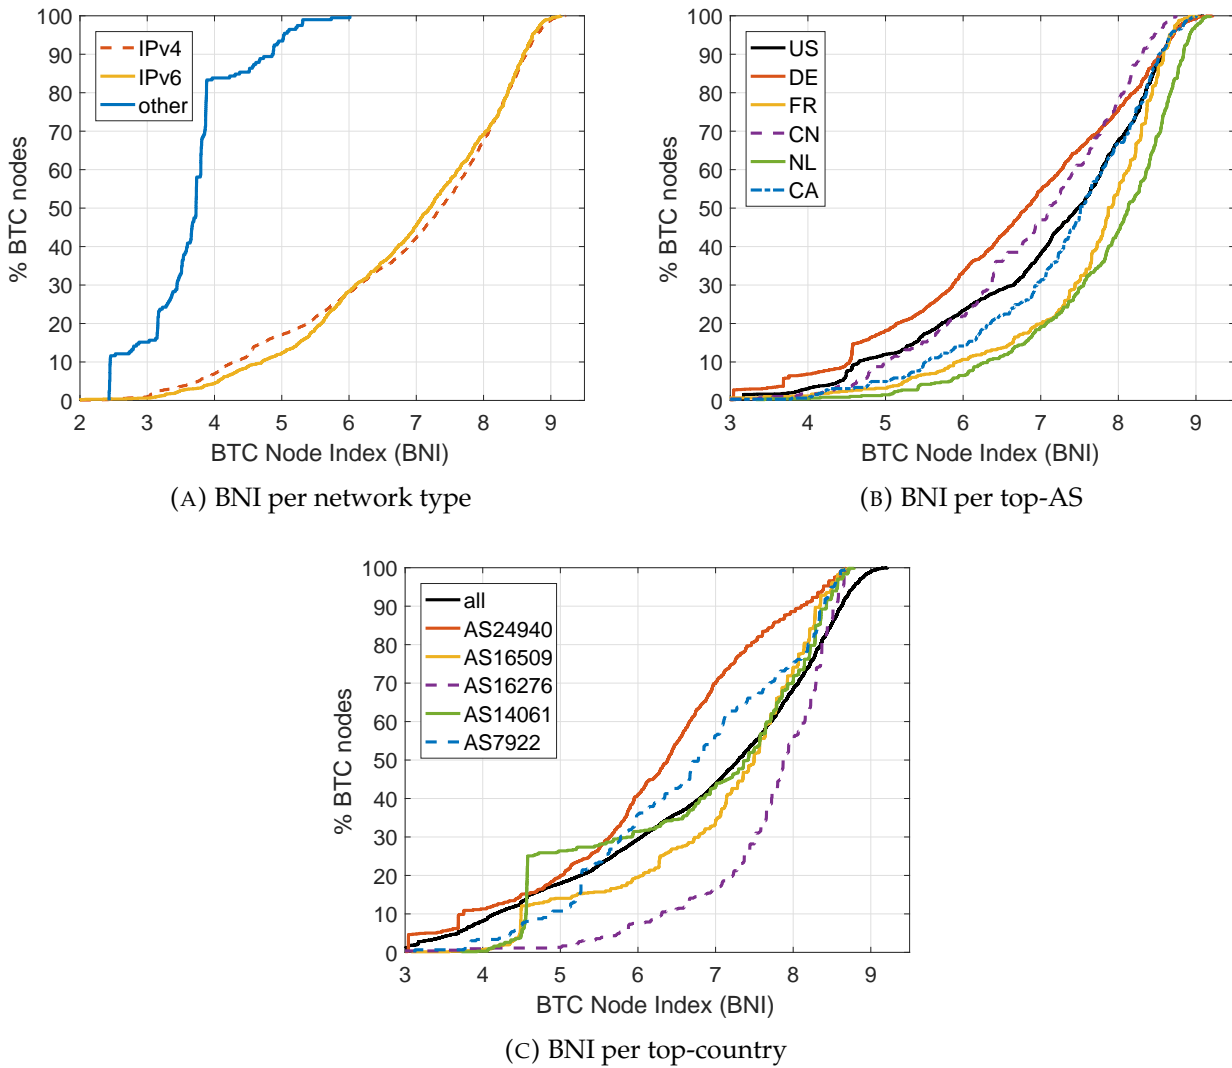 100
90
80
70
60
50
40
30
20
10
0
% BTC nodes
IPv4
IPv6
other
2 3 4 5 6 7 8 9
BTC Node Index (BNI)
(A) BNI per network type
100
90
80
70
60
50
40
30
20
10
0
% BTC nodes
US
DE
FR
CN
NL
CA
3 4 5 6 7 8 9
BTC Node Index (BNI)
(B) BNI per top-AS
100
90
80
70
60
50
40
30
20
10
0
% BTC nodes
all
AS24940
AS16509
AS16276
AS14061
AS7922
3 4 5 6 7 8 9
BTC Node Index (BNI)
(C) BNI per top-country